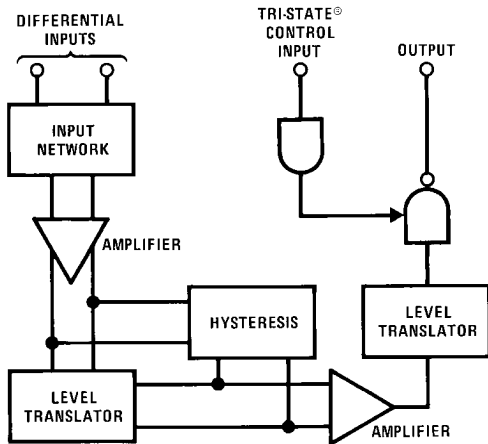 DIFFERENTIAL
INPUTS
TRI-STATE®
CONTROL
INPUT
OUTPUT
INPUT
NETWORK
AMPLIFIER
HYSTERESIS
LEVEL
TRANSLATOR
LEVEL
TRANSLATOR
AMPLIFIER